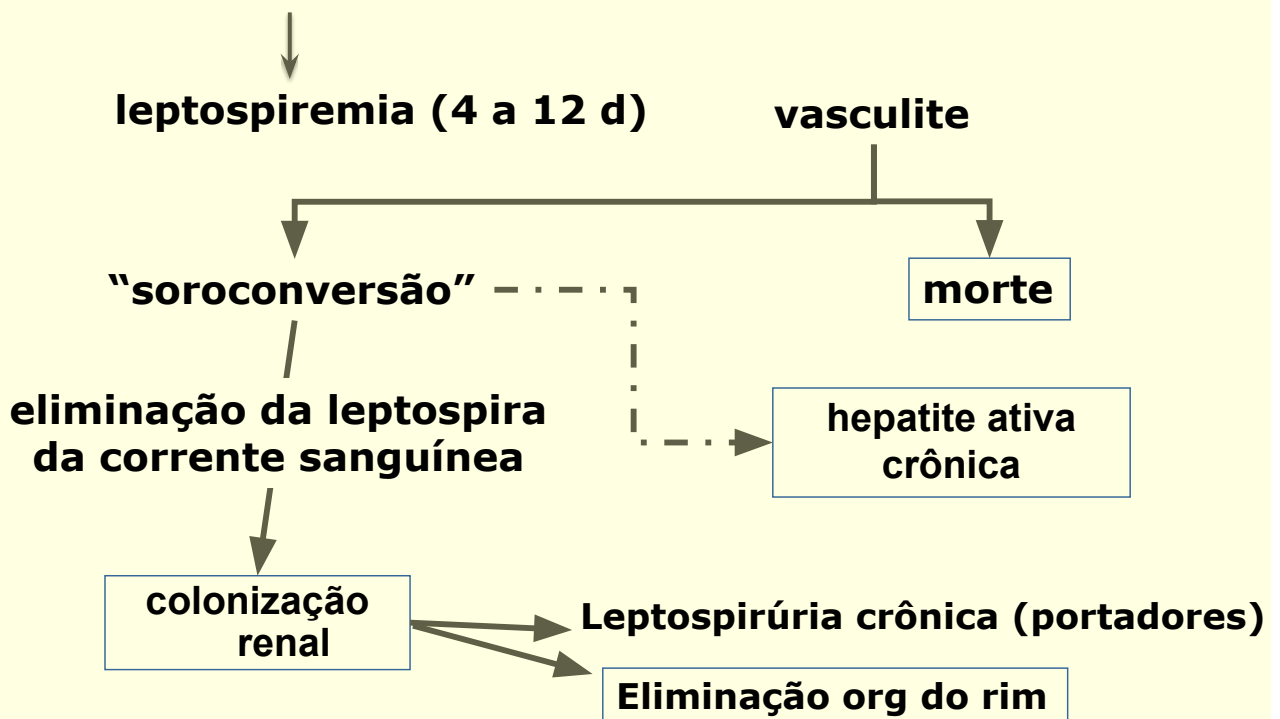 leptospiremia (4 a 12 d)
vasculite
“soroconversão”
morte
eliminação da leptospira
da corrente sanguínea
hepatite ativa
crônica
colonização
renal
Leptospirúria crônica (portadores)
Eliminação org do rim